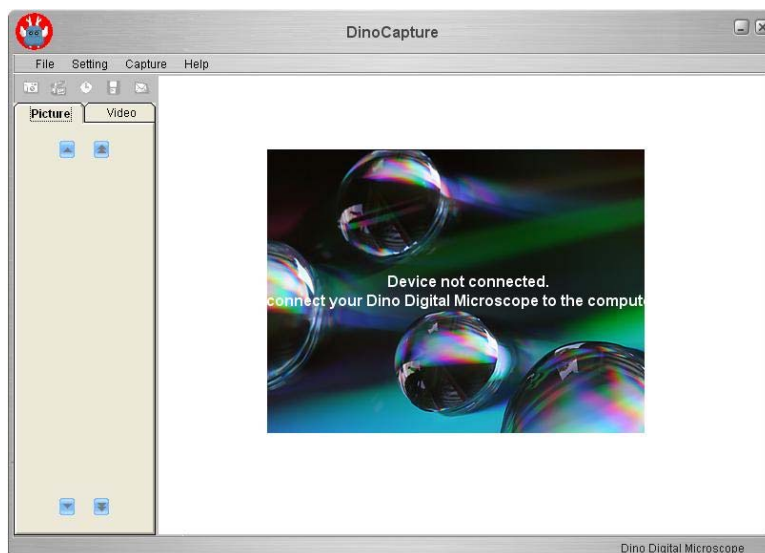 DinoCapture
File Setting Capture Help
Picture Video
Device not connected.
connect your Dino Digital Microscope to the compute
Dino Digital Microscope